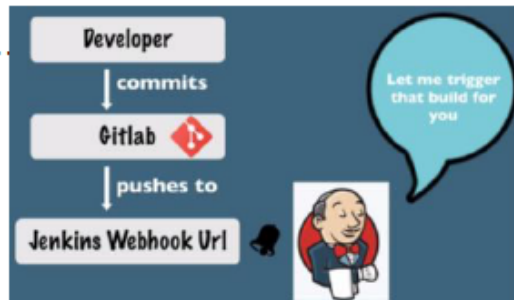 Developer
commits
Gitlab
pushes to
Jenkins Webhook Url
Let me trigger
that build for
you